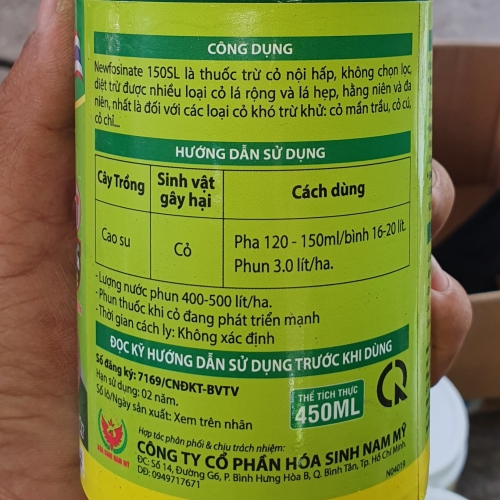 CÔNG DỤNG
Newfosinate 150SL là thuốc trừ cỏ nội hấp, không chọn lọc,
diệt trừ được nhiều loại cỏ lá rộng và lá hẹp, hằng niên và đa
niên, nhất là đối với các loại cỏ khó trừ khử: cỏ mần trầu, cỏ cú,
cỏ chỉ...
HƯỚNG DẪN SỬ DỤNG
Cây Trồng
Sinh vật
gây hại
Cách dùng
Cao su
Cỏ
Pha 120 - 150ml/bình 16-20 lít.
Phun 3.0 lít/ha.
- Lượng nước phun 400-500 lít/ha.
- Phun thuốc khi cỏ đang phát triển mạnh
- Thời gian cách ly: Không xác định
ĐỌC KỸ HƯỚNG DẪN SỬ DỤNG TRƯỚC KHI DÙNG
Số đăng ký: 7169/CNĐKT-BVTV
Hạn sử dụng: 02 năm.
Số lô/Ngày sản xuất: Xem trên nhãn
THỂ TÍCH THỰC
450ML
Hợp tác phân phối & chịu trách nhiệm:
CÔNG TY CỔ PHẦN HÓA SINH NAM MỸ
ĐC: Số 14, Đường G6, P. Bình Hưng Hòa B, Q. Bình Tân, Tp. Hồ Chí Minh
DĐ: 0949717671
HÓA SINH NAM MỸ
N04019